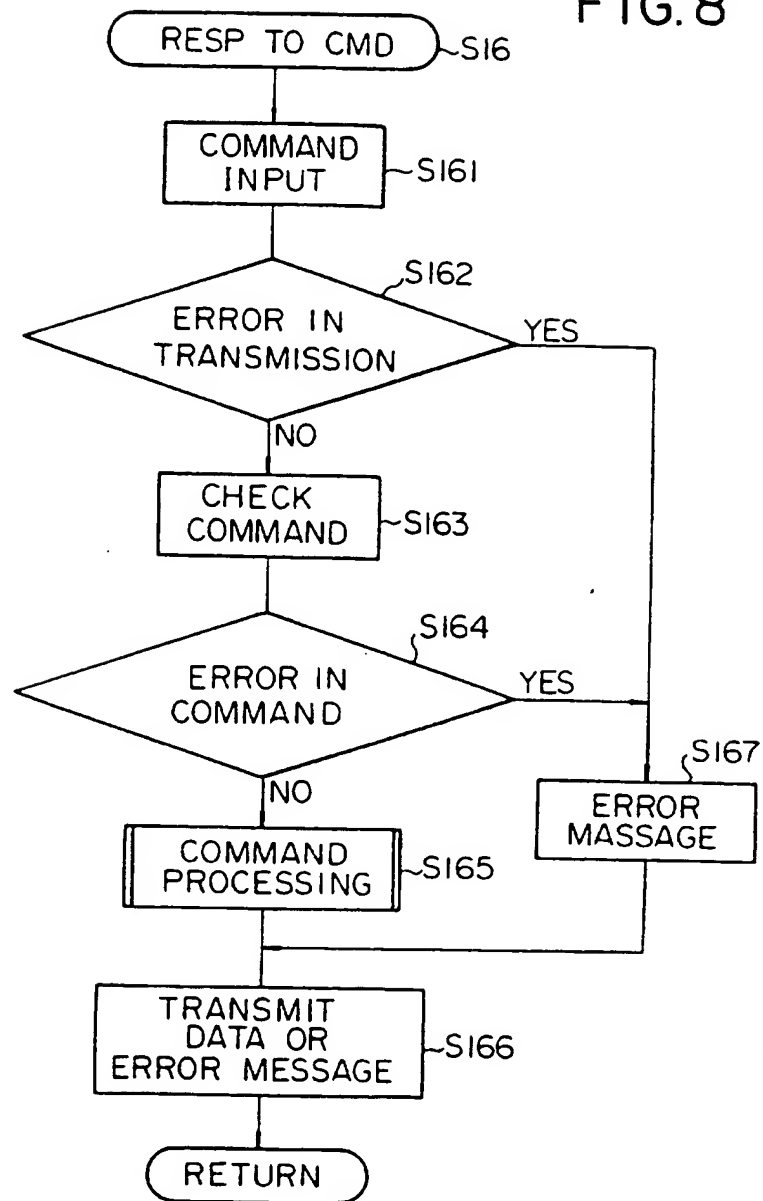 FIG. 8
RESP TO CMD
S16
COMMAND
INPUT
S161
S162
ERROR IN
TRANSMISSION
YES
NO
CHECK
COMMAND
S163
S164
ERROR IN
COMMAND
YES
NO
S167
ERROR
MASSAGE
COMMAND
PROCESSING
S165
TRANSMIT
DATA OR
ERROR MESSAGE
S166
RETURN